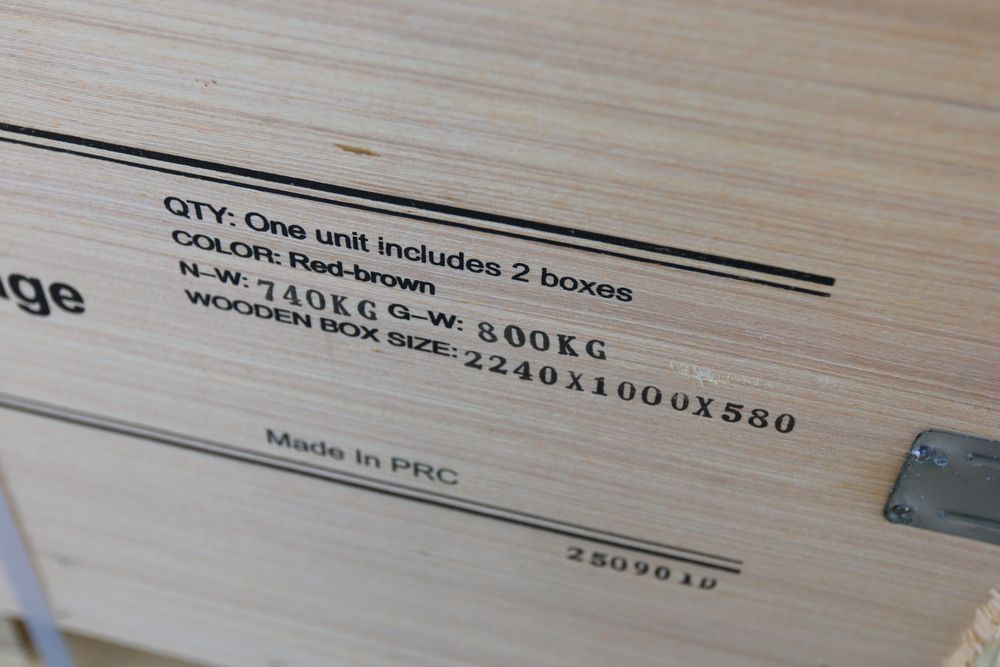 QTY: One unit includes 2 boxes
COLOR: Red-brown
N-W: 740KG G-W: 800KG
WOODEN BOX SIZE: 2240X1000X580
Made In PRC
250901D